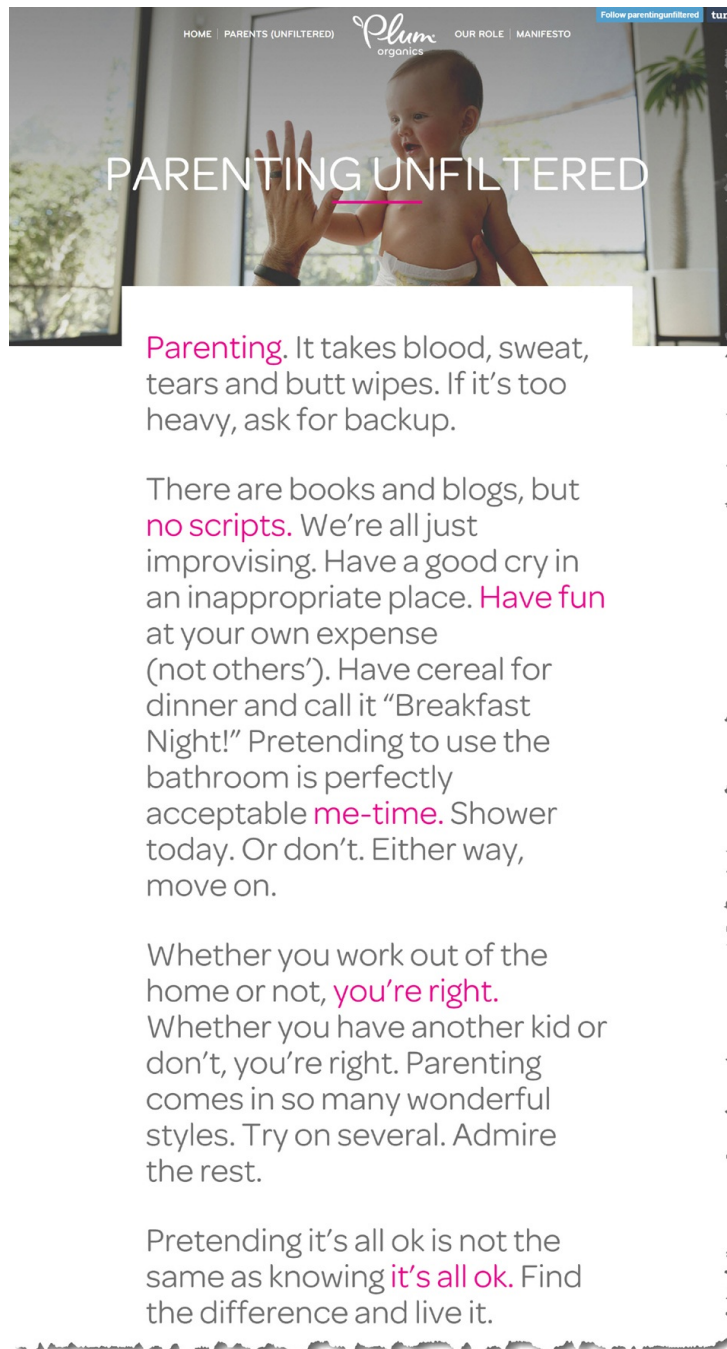 Follow parentingunfiltered
HOME PARENTS (UNFILTERED) Plum organics OUR ROLE MANIFESTO
PARENTING UNFILTERED
Parenting. It takes blood, sweat,
tears and butt wipes. If it's too
heavy, ask for backup.
There are books and blogs, but
no scripts. We're all just
improvising. Have a good cry in
an inappropriate place. Have fun
at your own expense
(not others'). Have cereal for
dinner and call it “Breakfast
Night!” Pretending to use the
bathroom is perfectly
acceptable me-time. Shower
today. Or don't. Either way,
move on.
Whether you work out of the
home or not, you're right.
Whether you have another kid or
don't, you're right. Parenting
comes in so many wonderful
styles. Try on several. Admire
the rest.
Pretending it's all ok is not the
same as knowing it's all ok. Find
the difference and live it.